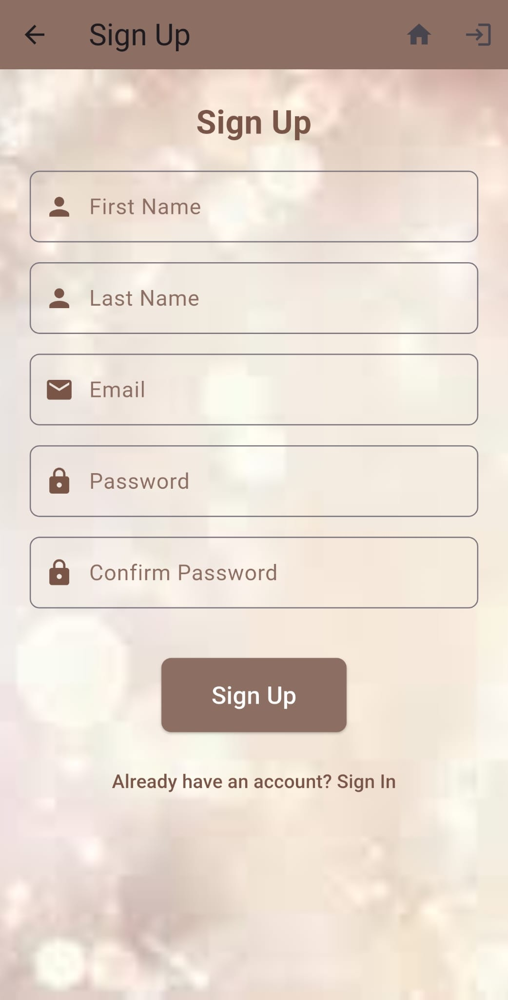 Sign Up
Sign Up
First Name
Last Name
Email
Password
Confirm Password
Sign Up
Already have an account? Sign In